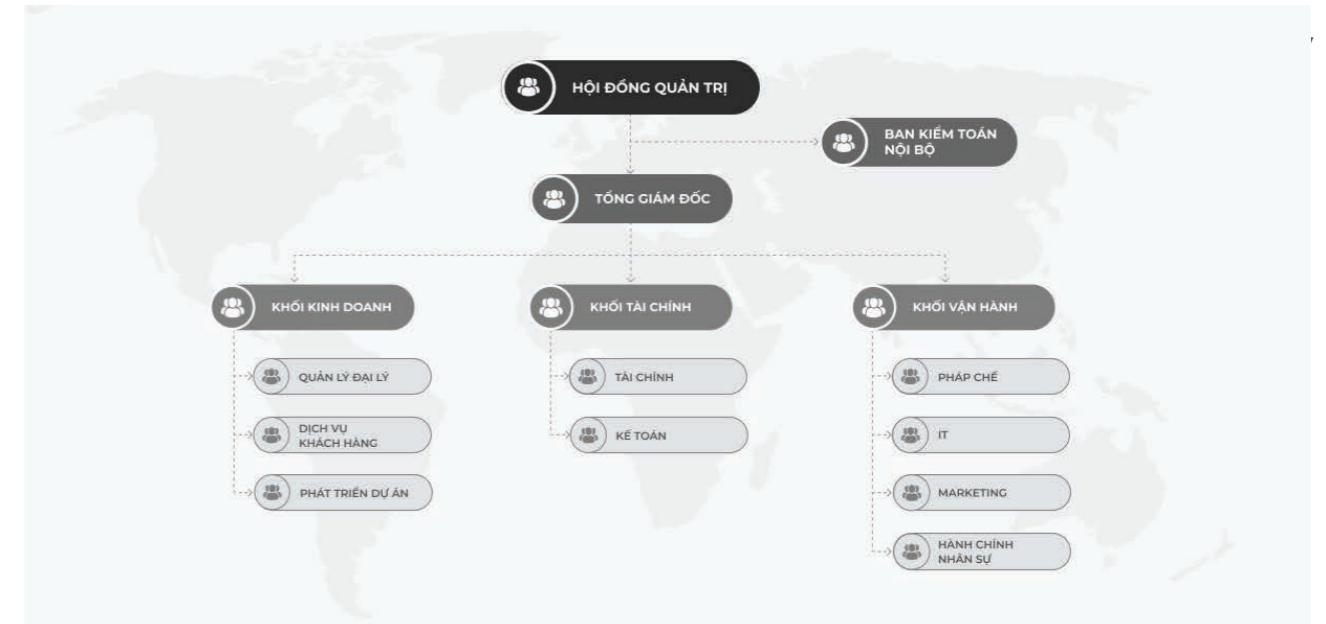 HỘI ĐỒNG QUẢN TRỊ
BAN KIỂM TOÁN
NỘI BỘ
TỔNG GIÁM ĐỐC
KHỐI KINH DOANH
KHỐI TÀI CHÍNH
KHỐI VẬN HÀNH
QUẢN LÝ ĐẠI LÝ
TÀI CHÍNH
PHÁP CHẾ
DỊCH VỤ
KHÁCH HÀNG
KẾ TOÁN
IT
PHÁT TRIỂN DỰ ÁN
MARKETING
HÀNH CHÍNH
NHÂN SỰ